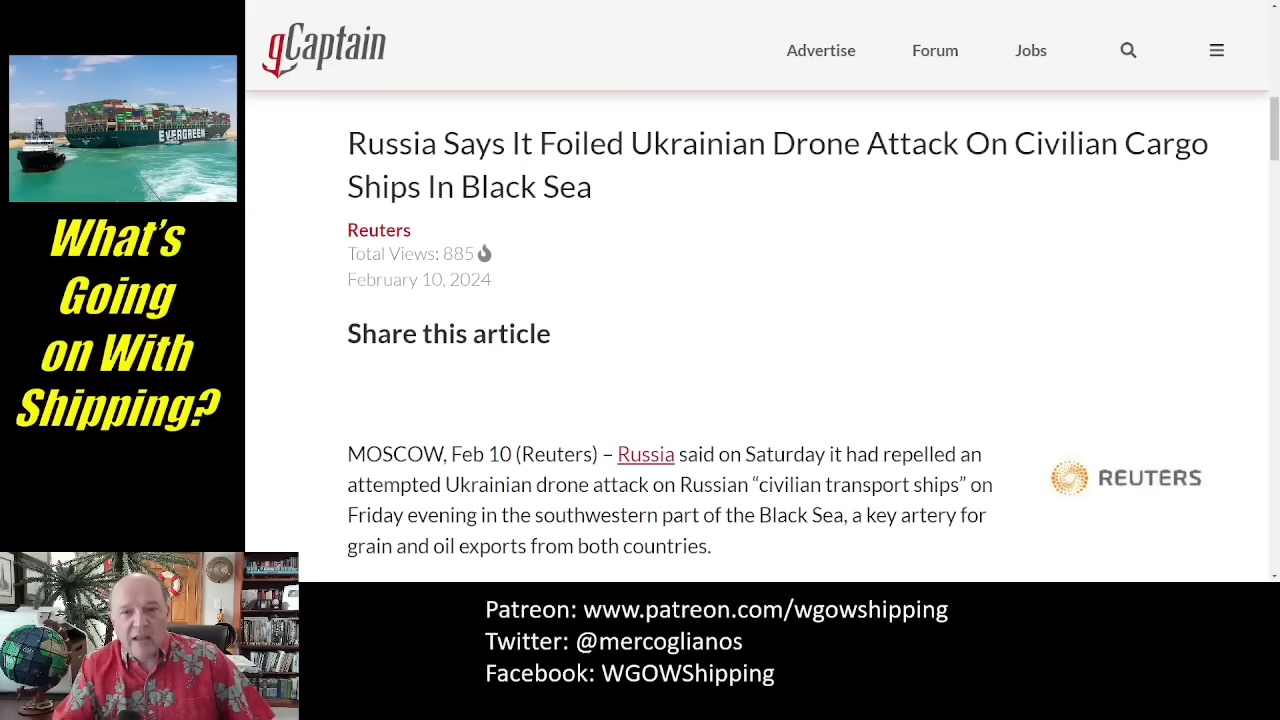 gCaptain
Advertise
Forum
Jobs
Russia Says It Foiled Ukrainian Drone Attack On Civilian Cargo
Ships In Black Sea
Reuters
Total Views: 885
February 10, 2024
Share this article
MOSCOW, Feb 10 (Reuters) – Russia said on Saturday it had repelled an
attempted Ukrainian drone attack on Russian “civilian transport ships” on
Friday evening in the southwestern part of the Black Sea, a key artery for
grain and oil exports from both countries.
REUTERS
EVERGREEN
What's
Going
on With
Shipping?
Patreon: www.patreon.com/wgowshipping
Twitter: @mercoglianos
Facebook: WGOWShipping